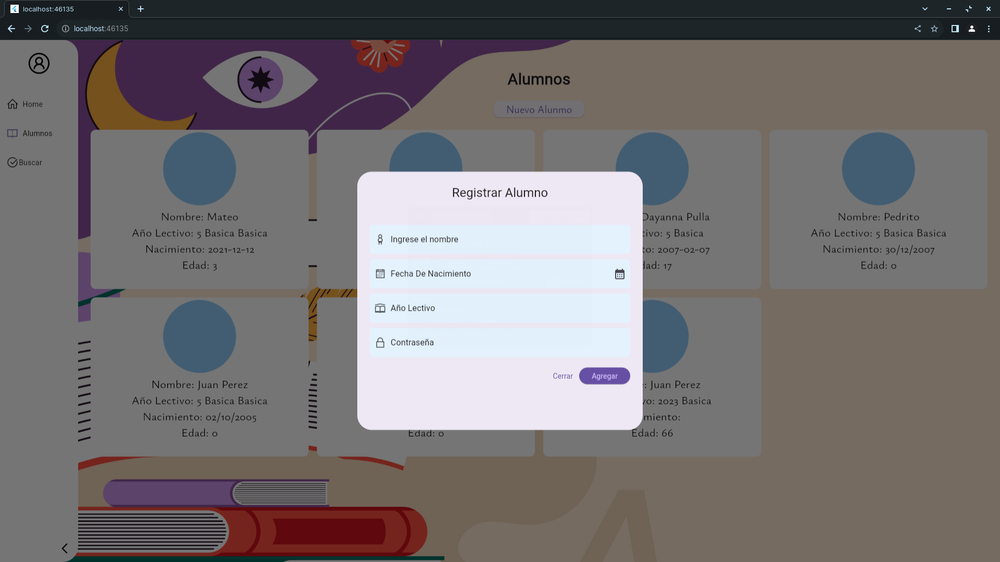 localhost:46135
localhost:46135
Home
Alumnos
Buscar
Alumnos
Nuevo Alunmo
Nombre: Mateo
Año Lectivo: 5 Basica Basica
Nacimiento: 2021-12-12
Edad: 3
Dayanna Pulla
tivo: 5 Basica
to: 2007-02-07
dad: 17
Nombre: Pedrito
Año Lectivo: 5 Basica Basica
Nacimiento: 30/12/2007
Edad: 0
Registrar Alumno
Ingrese el nombre
Fecha De Nacimiento
Año Lectivo
Contraseña
Cerrar
Agregar
Nombre: Juan Perez
Año Lectivo: 5 Basica Basica
Nacimiento: 02/10/2005
Edad: 0
Edad: 0
: Juan Perez
vo: 2023 Basica
miento:
Edad: 66